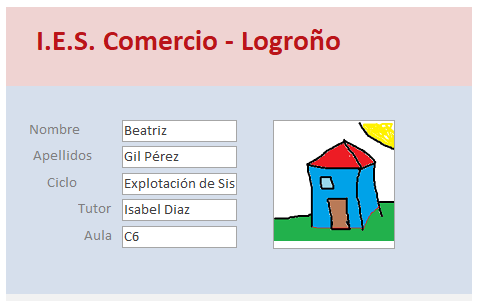 I.E.S. Comercio - Logroño
Nombre Beatriz
Apellidos Gil Pérez
Ciclo Explotación de Sis
Tutor Isabel Diaz
Aula C6